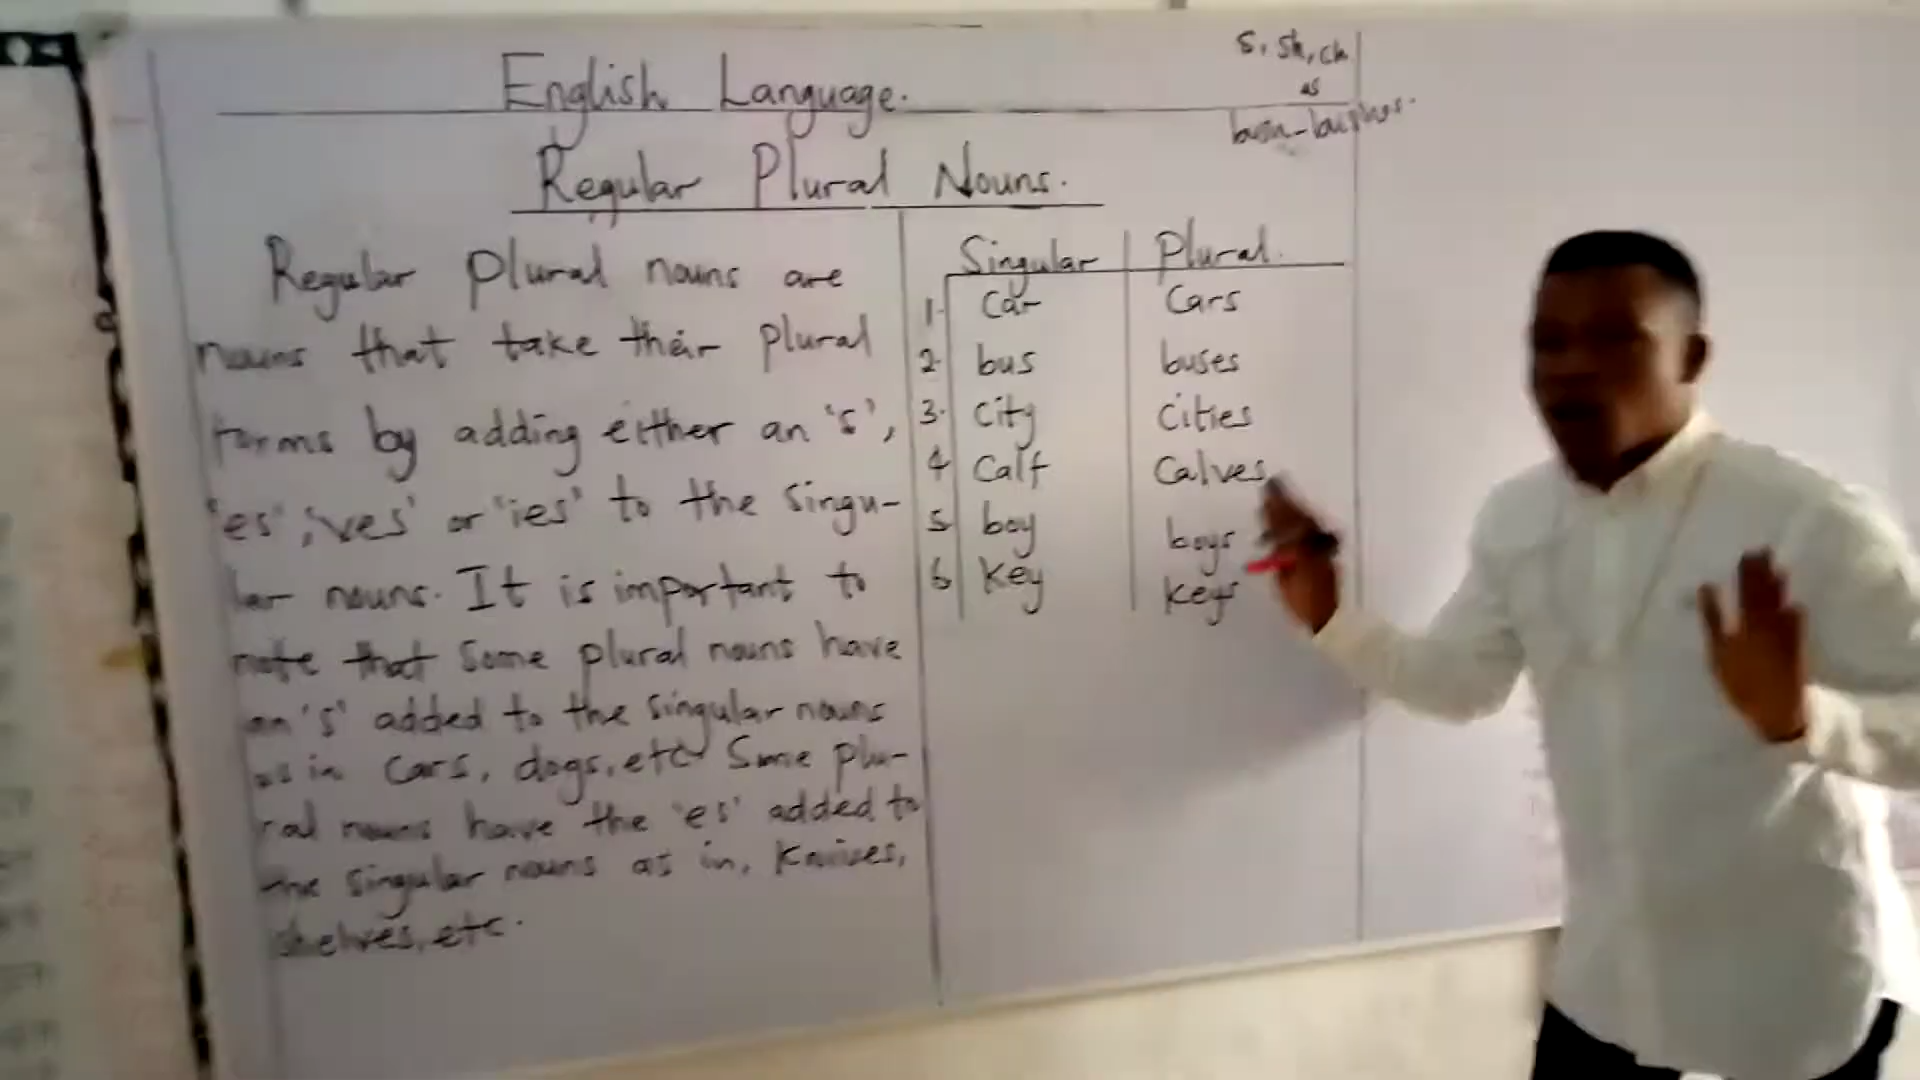 English Language.
s, sh, ch
as
Regular Plural Nouns.
Regular plural nouns are
nouns that take their plural
forms by adding either an 's',
'es', 'ves' or 'ies' to the singu-
lar nouns. It is important to
note that some plural nouns have
an 's' added to the singular nouns
as in cars, dogs, etc. Some plu-
ral nouns have the 'es' added to
the singular nouns as in, Knives,
shelves, etc.
Singular Plural.
1. Car Cars
2. bus buses
3. City Cities
4 Calf Calves
5 boy boys
6 Key Keys